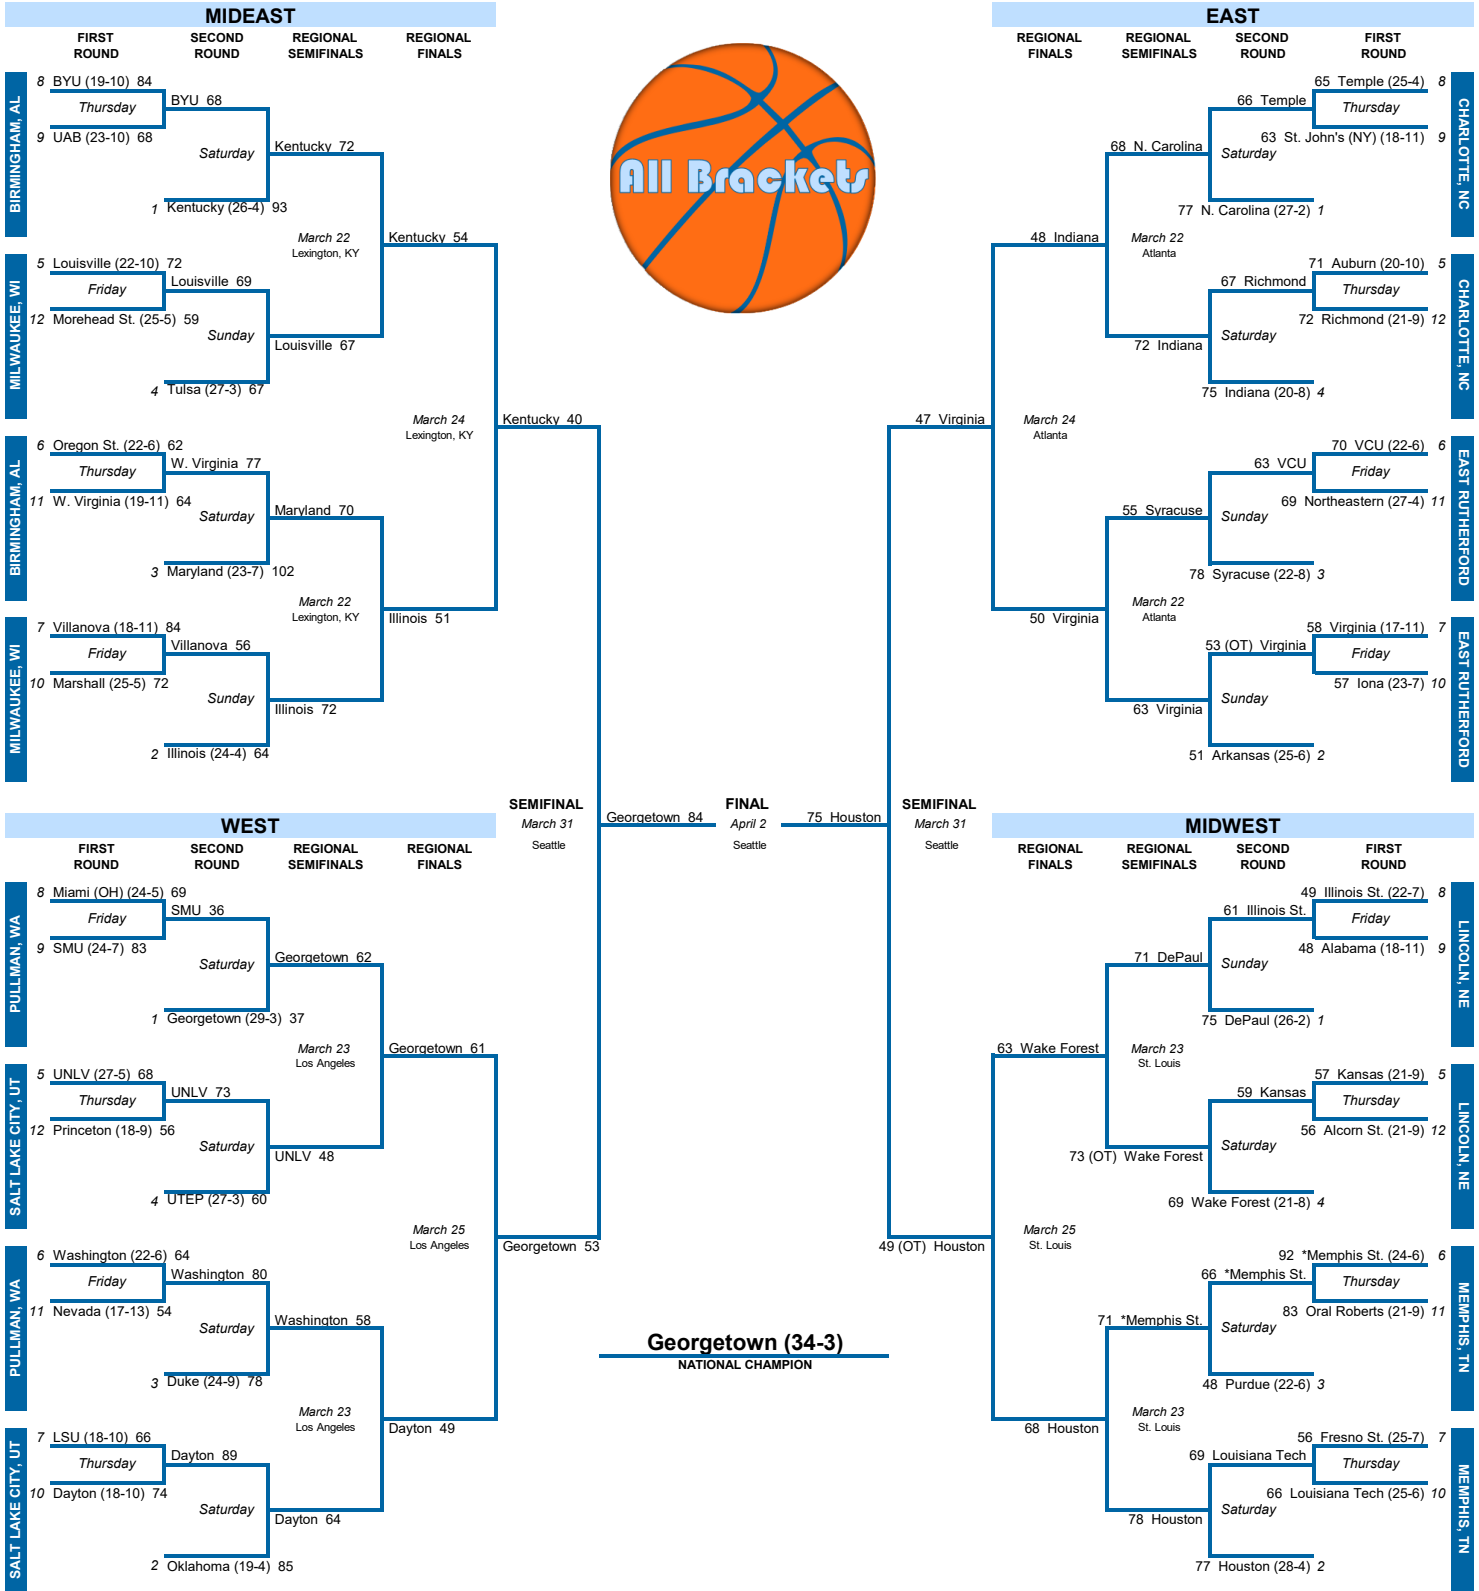 MIDEAST
FIRST ROUND
SECOND ROUND
REGIONAL SEMIFINALS
REGIONAL FINALS
BIRMINGHAM, AL
8 BYU (19-10) 84
Thursday
9 UAB (23-10) 68
BYU 68
Saturday
1 Kentucky (26-4) 93
Kentucky 72
March 22
Lexington, KY
Kentucky 54
MILWAUKEE, WI
5 Louisville (22-10) 72
Friday
12 Morehead St. (25-5) 59
Louisville 69
Sunday
4 Tulsa (27-3) 67
Louisville 67
March 24
Lexington, KY
Kentucky 40
BIRMINGHAM, AL
6 Oregon St. (22-6) 62
Thursday
11 W. Virginia (19-11) 64
W. Virginia 77
Saturday
3 Maryland (23-7) 102
Maryland 70
March 22
Lexington, KY
Illinois 51
MILWAUKEE, WI
7 Villanova (18-11) 84
Friday
10 Marshall (25-5) 72
Villanova 56
Sunday
2 Illinois (24-4) 64
Illinois 72
All Brackets
EAST
REGIONAL FINALS
REGIONAL SEMIFINALS
SECOND ROUND
FIRST ROUND
CHARLOTTE, NC
65 Temple (25-4) 8
Thursday
63 St. John's (NY) (18-11) 9
66 Temple
Saturday
77 N. Carolina (27-2) 1
68 N. Carolina
March 22
Atlanta
48 Indiana
CHARLOTTE, NC
71 Auburn (20-10) 5
Thursday
72 Richmond (21-9) 12
67 Richmond
Saturday
75 Indiana (20-8) 4
72 Indiana
March 24
Atlanta
47 Virginia
EAST RUTHERFORD
70 VCU (22-6) 6
Friday
69 Northeastern (27-4) 11
63 VCU
Sunday
78 Syracuse (22-8) 3
55 Syracuse
March 22
Atlanta
50 Virginia
EAST RUTHERFORD
58 Virginia (17-11) 7
Friday
57 Iona (23-7) 10
53 (OT) Virginia
Sunday
51 Arkansas (25-6) 2
63 Virginia
SEMIFINAL
March 31
Seattle
Georgetown 84
FINAL
April 2
Seattle
75 Houston
SEMIFINAL
March 31
Seattle
WEST
FIRST ROUND
SECOND ROUND
REGIONAL SEMIFINALS
REGIONAL FINALS
PULLMAN, WA
8 Miami (OH) (24-5) 69
Friday
9 SMU (24-7) 83
SMU 36
Saturday
1 Georgetown (29-3) 37
Georgetown 62
March 23
Los Angeles
Georgetown 61
SALT LAKE CITY, UT
5 UNLV (27-5) 68
Thursday
12 Princeton (18-9) 56
UNLV 73
Saturday
4 UTEP (27-3) 60
UNLV 48
March 25
Los Angeles
Georgetown 53
PULLMAN, WA
6 Washington (22-6) 64
Friday
11 Nevada (17-13) 54
Washington 80
Saturday
3 Duke (24-9) 78
Washington 58
March 23
Los Angeles
Dayton 49
SALT LAKE CITY, UT
7 LSU (18-10) 66
Thursday
10 Dayton (18-10) 74
Dayton 89
Saturday
2 Oklahoma (19-4) 85
Dayton 64
Georgetown (34-3)
NATIONAL CHAMPION
MIDWEST
REGIONAL FINALS
REGIONAL SEMIFINALS
SECOND ROUND
FIRST ROUND
LINCOLN, NE
49 Illinois St. (22-7) 8
Friday
48 Alabama (18-11) 9
61 Illinois St.
Sunday
75 DePaul (26-2) 1
71 DePaul
March 23
St. Louis
63 Wake Forest
LINCOLN, NE
57 Kansas (21-9) 5
Thursday
56 Alcorn St. (21-9) 12
59 Kansas
Saturday
69 Wake Forest (21-8) 4
73 (OT) Wake Forest
March 25
St. Louis
49 (OT) Houston
MEMPHIS, TN
92 *Memphis St. (24-6) 6
Thursday
83 Oral Roberts (21-9) 11
66 *Memphis St.
Saturday
48 Purdue (22-6) 3
71 *Memphis St.
March 23
St. Louis
68 Houston
MEMPHIS, TN
56 Fresno St. (25-7) 7
Thursday
66 Louisiana Tech (25-6) 10
69 Louisiana Tech
Saturday
77 Houston (28-4) 2
78 Houston